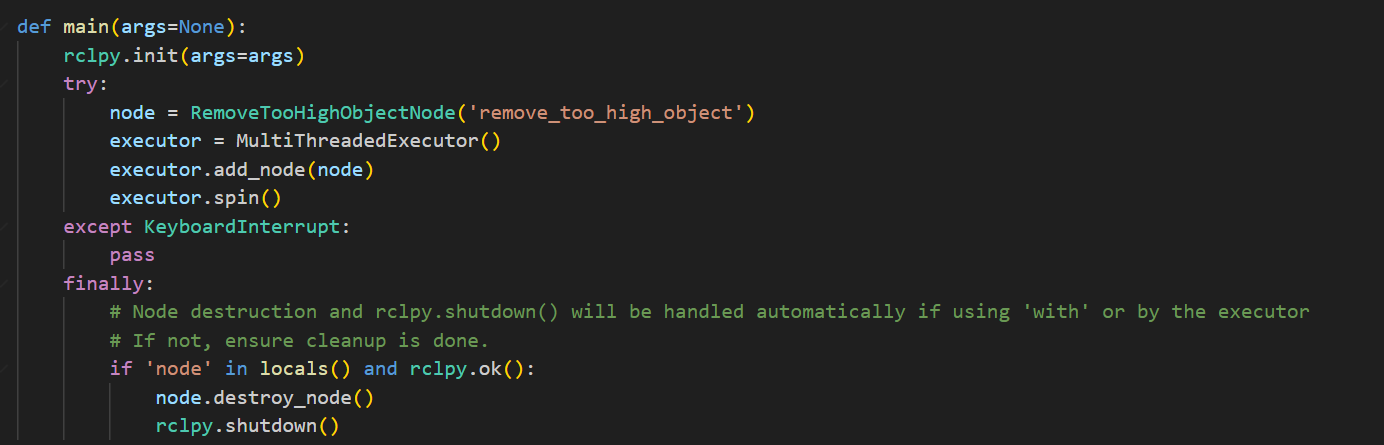 def main(args=None):
    rclpy.init(args=args)
    try:
        node = RemoveTooHighObjectNode('remove_too_high_object')
        executor = MultiThreadedExecutor()
        executor.add_node(node)
        executor.spin()
    except KeyboardInterrupt:
        pass
    finally:
        # Node destruction and rclpy.shutdown() will be handled automatically if using 'with' or by the executor
        # If not, ensure cleanup is done.
        if 'node' in locals() and rclpy.ok():
            node.destroy_node()
            rclpy.shutdown()